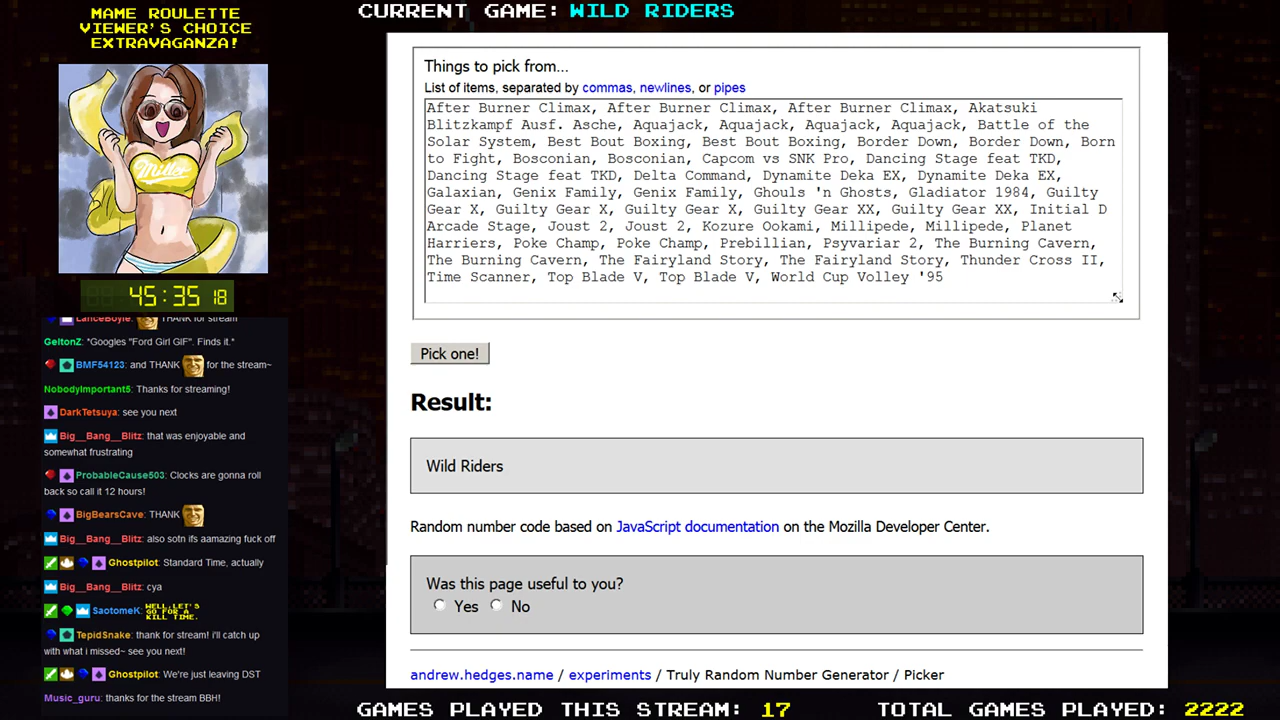 MAME ROULETTE
VIEWER'S CHOICE
EXTRAVAGANZA!
CURRENT GAME: WILD RIDERS
Miller
45:35 18
LanceBoyle: THANK for stream
GeltonZ: *Googles "Ford Girl GIF". Finds it.*
BMF54123: and THANK for the stream~
NobodyImportant5: Thanks for streaming!
DarkTetsuya: see you next
Big__Bang__Blitz: that was enjoyable and
somewhat frustrating
ProbableCause503: Clocks are gonna roll
back so call it 12 hours!
BigBearsCave: THANK
Big__Bang__Blitz: also sotn ifs aamazing fuck off
Ghostpilot: Standard Time, actually
Big__Bang__Blitz: cya
SaotomeK: WELL,LET'S
GO FOR A
KILL TIME.
TepidSnake: thank for stream! i'll catch up
with what i missed~ see you next!
Ghostpilot: We're just leaving DST
Music_guru: thanks for the stream BBH!
Things to pick from...
List of items, separated by commas, newlines, or pipes
After Burner Climax, After Burner Climax, After Burner Climax, Akatsuki
Blitzkampf Ausf. Asche, Aquajack, Aquajack, Aquajack, Aquajack, Battle of the
Solar System, Best Bout Boxing, Best Bout Boxing, Border Down, Border Down, Born
to Fight, Bosconian, Bosconian, Capcom vs SNK Pro, Dancing Stage feat TKD,
Dancing Stage feat TKD, Delta Command, Dynamite Deka EX, Dynamite Deka EX,
Galaxian, Genix Family, Genix Family, Ghouls 'n Ghosts, Gladiator 1984, Guilty
Gear X, Guilty Gear X, Guilty Gear X, Guilty Gear XX, Guilty Gear XX, Initial D
Arcade Stage, Joust 2, Joust 2, Kozure Ookami, Millipede, Millipede, Planet
Harriers, Poke Champ, Poke Champ, Prebillian, Psyvariar 2, The Burning Cavern,
The Burning Cavern, The Fairyland Story, The Fairyland Story, Thunder Cross II,
Time Scanner, Top Blade V, Top Blade V, World Cup Volley '95
Pick one!
Result:
Wild Riders
Random number code based on JavaScript documentation on the Mozilla Developer Center.
Was this page useful to you?
Yes No
andrew.hedges.name / experiments / Truly Random Number Generator / Picker
GAMES PLAYED THIS STREAM: 17 TOTAL GAMES PLAYED: 2222